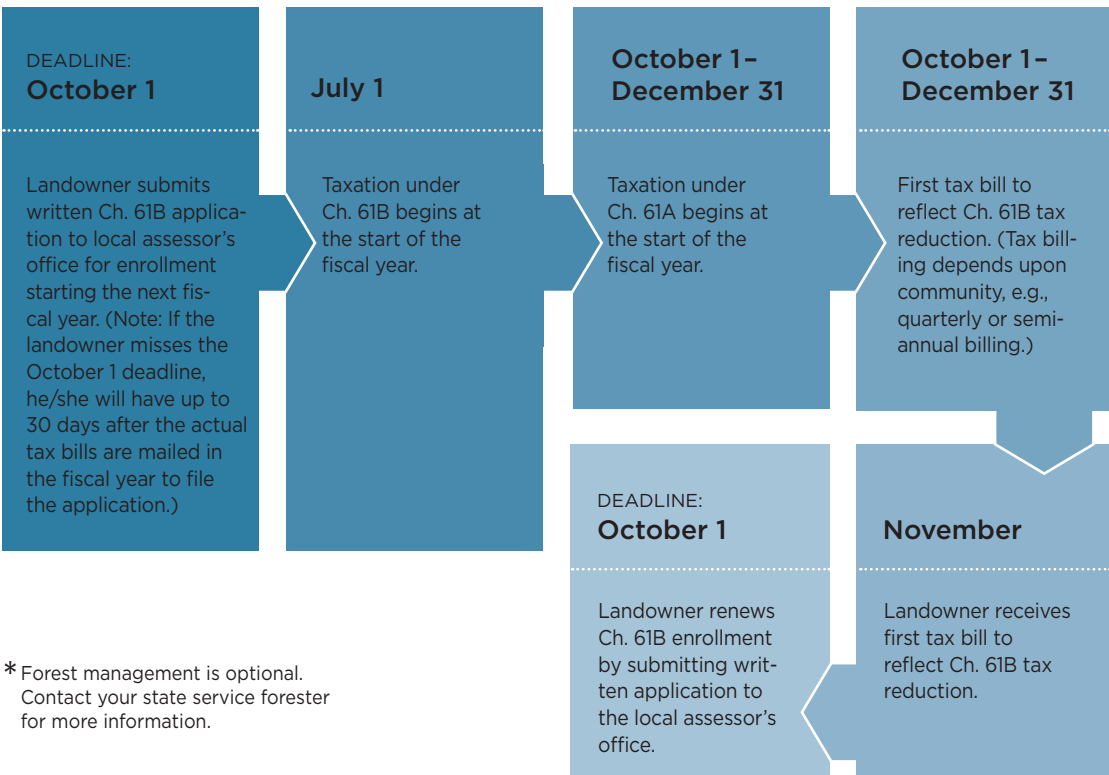 DEADLINE:
October 1
Landowner submits
written Ch. 61B applica-
tion to local assessor's
office for enrollment
starting the next fis-
cal year. (Note: If the
landowner misses the
October 1 deadline,
he/she will have up to
30 days after the actual
tax bills are mailed in
the fiscal year to file
the application.)
July 1
Taxation under
Ch. 61B begins at
the start of the
fiscal year.
October 1–
December 31
Taxation under
Ch. 61A begins at
the start of the
fiscal year.
October 1–
December 31
First tax bill to
reflect Ch. 61B tax
reduction. (Tax bill-
ing depends upon
community, e.g.,
quarterly or semi-
annual billing.)
November
Landowner receives
first tax bill to
reflect Ch. 61B tax
reduction.
DEADLINE:
October 1
Landowner renews
Ch. 61B enrollment
by submitting writ-
ten application to
the local assessor's
office.
* Forest management is optional.
Contact your state service forester
for more information.